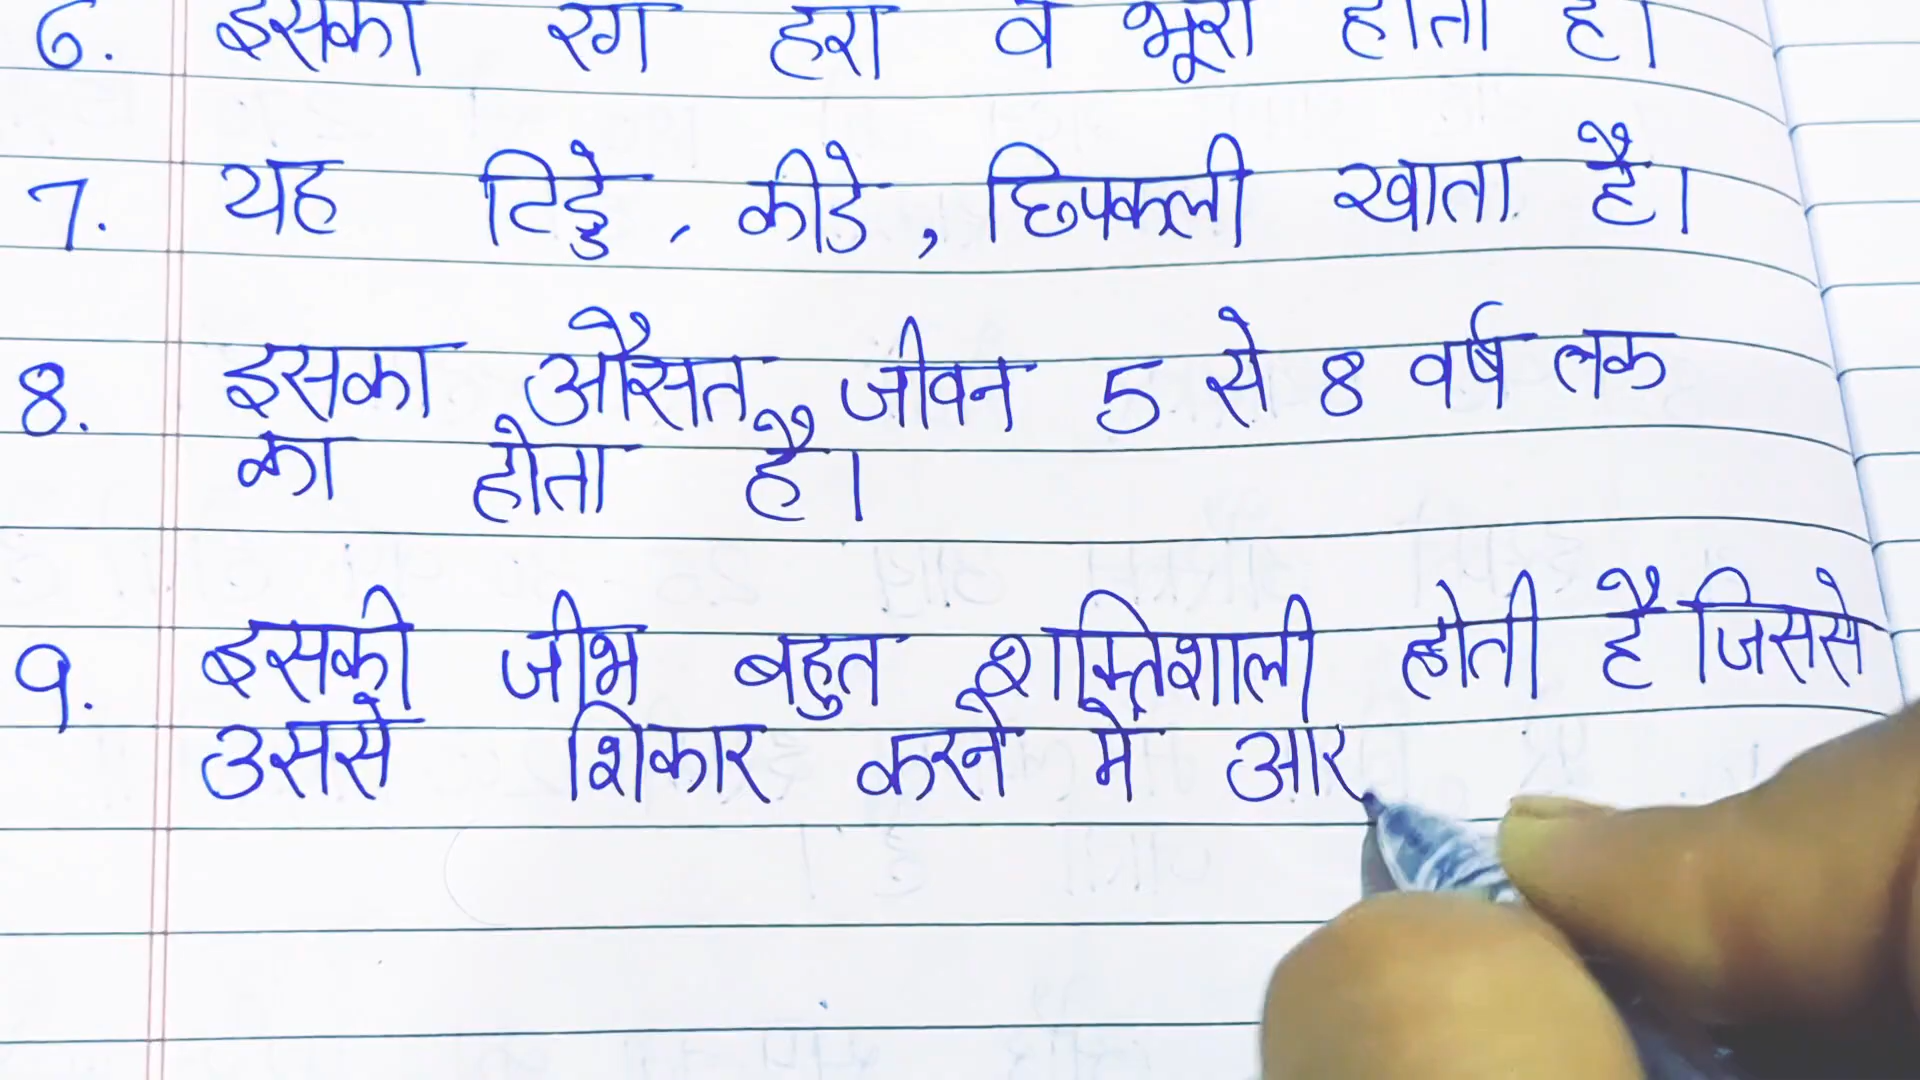 6. इसका रंग हरा व भूरा होता है।
7. यह टिड्डे, कीडे, छिपकली खाता है।
8. इसका औसत जीवन 5 से 8 वर्ष तक
का होता है।
9. इसकी जीभ बहुत शक्तिशाली होती है जिससे
उससे शिकार करने मे आर